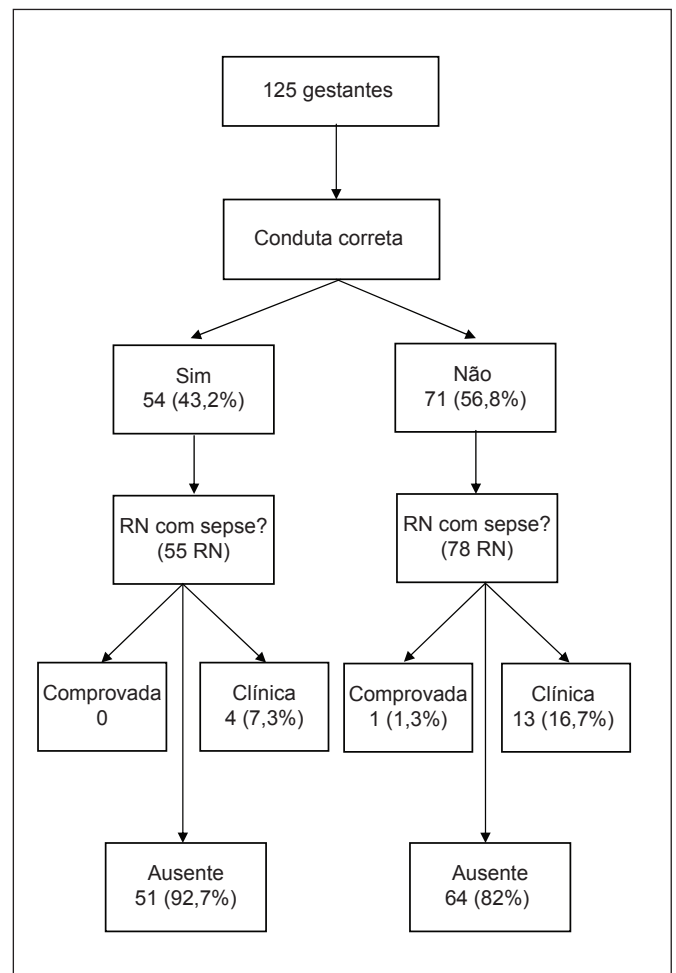 125 gestantes
Conduta correta
Sim
54 (43,2%)
Não
71 (56,8%)
RN com sepse?
(55 RN)
RN com sepse?
(78 RN)
Comprovada
0
Clínica
4 (7,3%)
Comprovada
1 (1,3%)
Clínica
13 (16,7%)
Ausente
51 (92,7%)
Ausente
64 (82%)